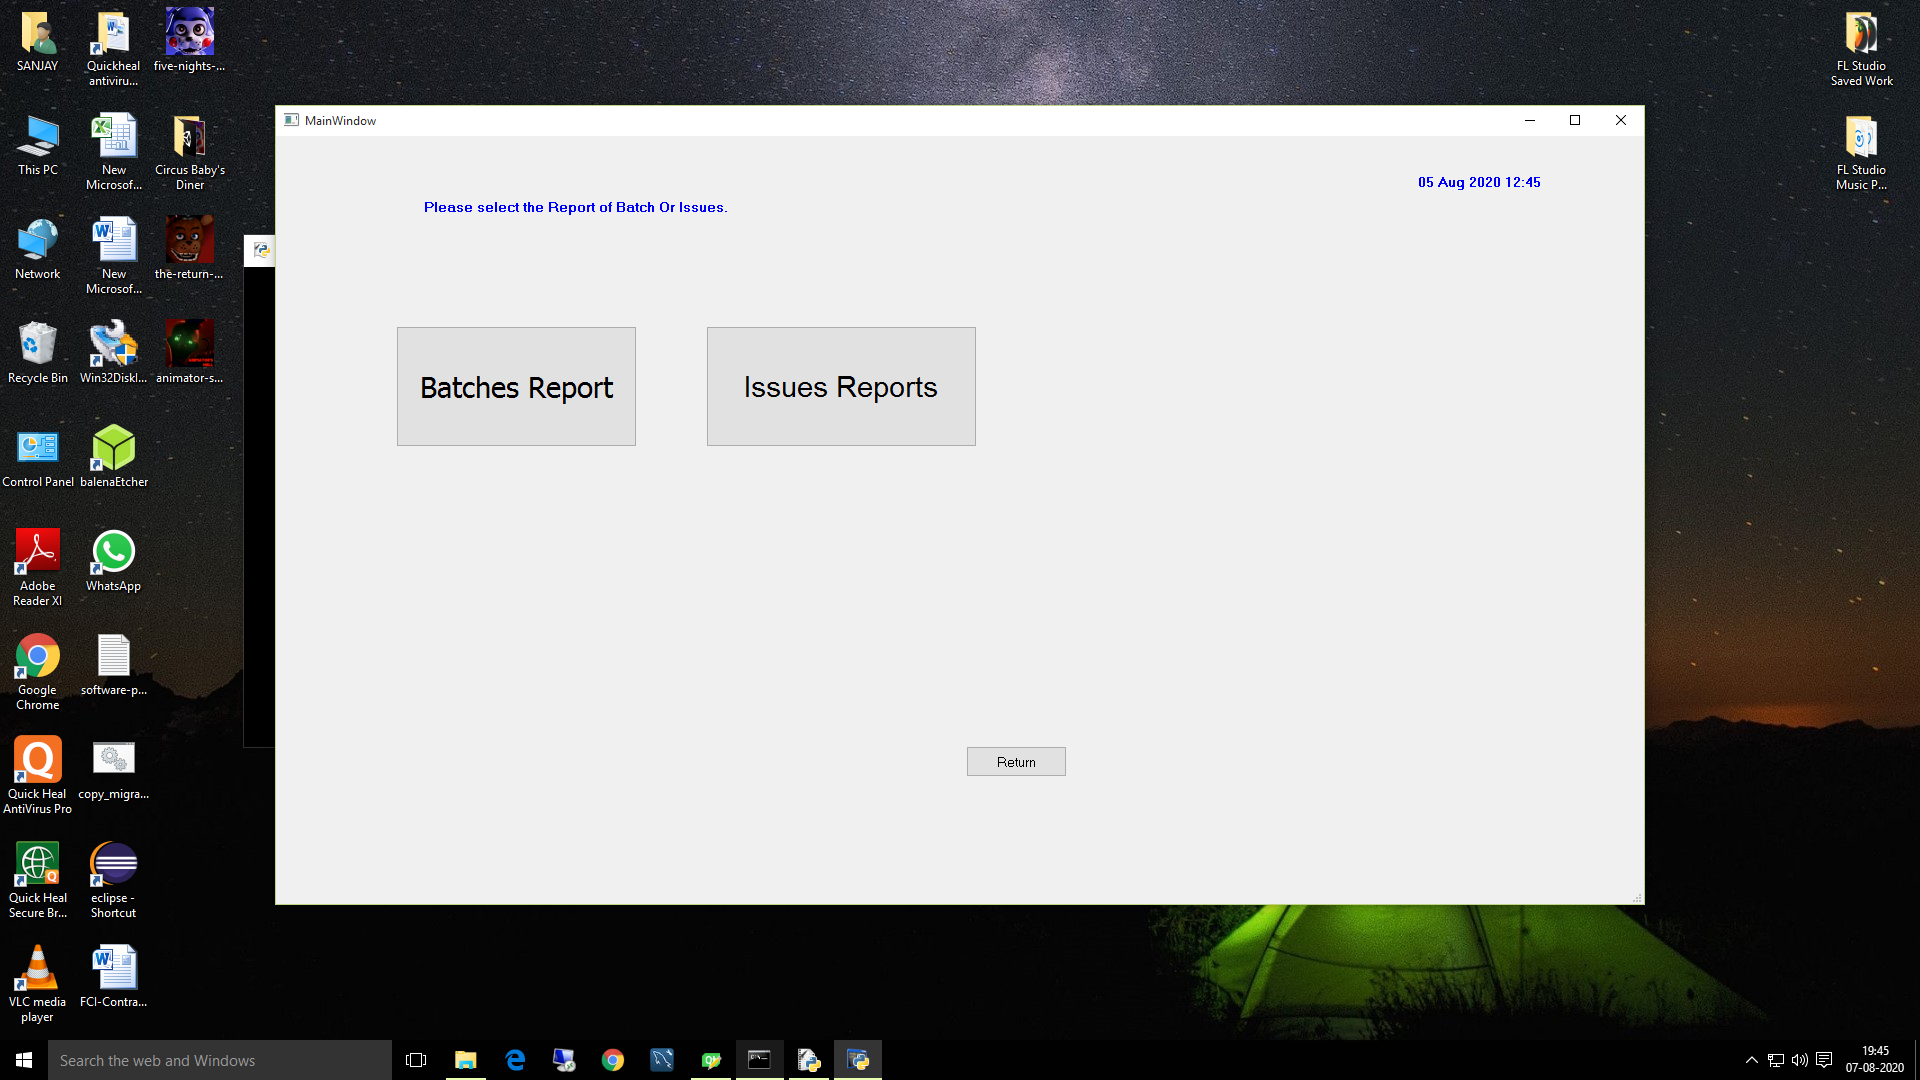 SANJAY
Quickheal
antiviru...
five-nights-...
FL Studio
Saved Work
This PC
New
Microsof...
Circus Baby's
Diner
FL Studio
Music P...
Network
New
Microsof...
the-return-...
Recycle Bin
Win32DiskI...
animator-s...
Control Panel
balenaEtcher
Adobe
Reader XI
WhatsApp
Google
Chrome
software-p...
Quick Heal
AntiVirus Pro
copy_migra...
Quick Heal
Secure Br...
eclipse -
Shortcut
VLC media
player
FCI-Contra...
MainWindow
05 Aug 2020 12:45
Please select the Report of Batch Or Issues.
Batches Report
Issues Reports
Return
Search the web and Windows
19:45
07-08-2020